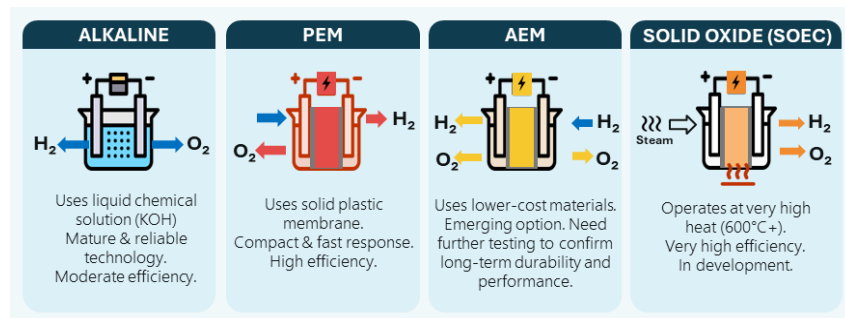 ALKALINE
+ −
H₂ O₂
Uses liquid chemical
solution (KOH)
Mature & reliable
technology.
Moderate efficiency.
PEM
+ −
H₂
O₂
Uses solid plastic
membrane.
Compact & fast response.
High efficiency.
AEM
+ −
H₂ H₂
O₂ O₂
Uses lower-cost materials.
Emerging option. Need
further testing to confirm
long-term durability and
performance.
SOLID OXIDE (SOEC)
+ −
Steam
H₂
O₂
Operates at very high
heat (600°C+).
Very high efficiency.
In development.